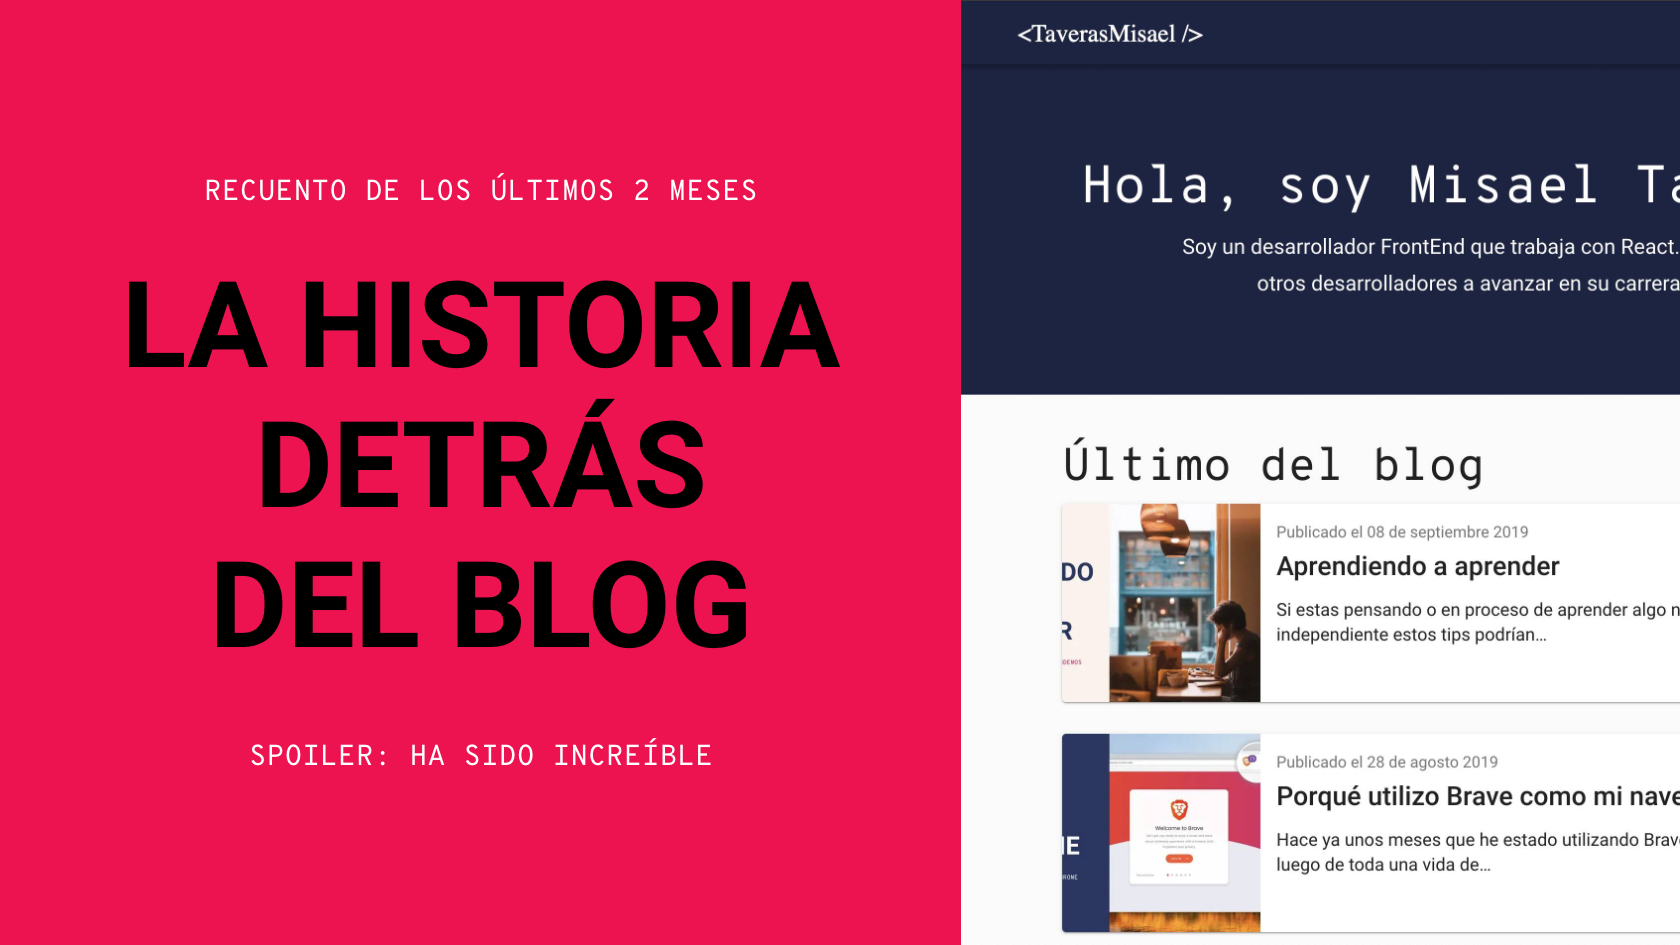 RECUENTO DE LOS ÚLTIMOS 2 MESES
LA HISTORIA
DETRÁS
DEL BLOG
SPOILER: HA SIDO INCREÍBLE
<TaverasMisael />
Hola, soy Misael Ta
Soy un desarrollador FrontEnd que trabaja con React.
otros desarrolladores a avanzar en su carrera
Último del blog
DO
R
DEMOS
CABINET
Publicado el 08 de septiembre 2019
Aprendiendo a aprender
Si estas pensando o en proceso de aprender algo n
independiente estos tips podrían...
E
Welcome to Brave
Publicado el 28 de agosto 2019
Porqué utilizo Brave como mi nave
Hace ya unos meses que he estado utilizando Brav
luego de toda una vida de...